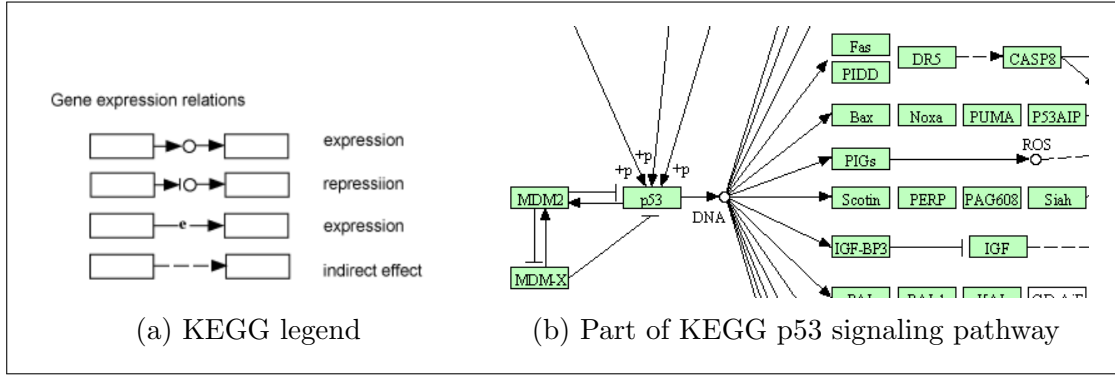 Gene expression relations
expression
repressiion
e
expression
indirect effect
(a) KEGG legend
Fas
PIDD
DR5
CASP8
Bax
Noxa
PUMA
P53AIP
ROS
PIGs
+p
+p
+p
MDM2
p53
DNA
Scotin
PERP
PAG608
Siah
IGF-BP3
IGF
MDM-X
(b) Part of KEGG p53 signaling pathway